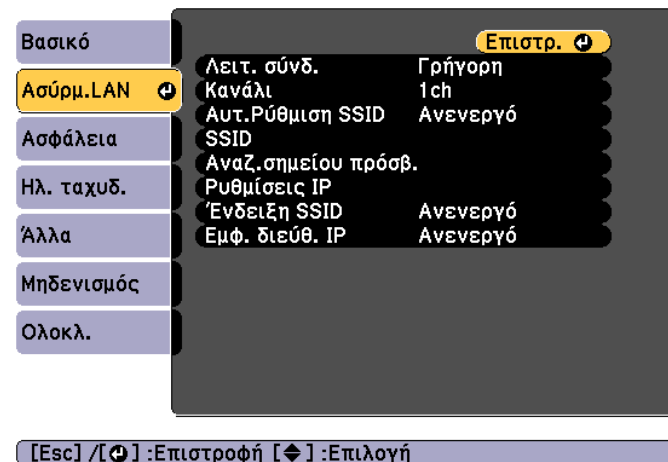 Βασικό
Ασύρμ.LAN
Ασφάλεια
Ηλ. ταχυδ.
Άλλα
Μηδενισμός
Ολοκλ.
Επιστρ.
Λειτ. σύνδ. Γρήγορη
Κανάλι 1ch
Αυτ.Ρύθμιση SSID Ανενεργό
SSID
Αναζ.σημείου πρόσβ.
Ρυθμίσεις IP
Ένδειξη SSID Ανενεργό
Εμφ. διεύθ. IP Ανενεργό
[Esc] /[⏎] :Επιστροφή [◆] :Επιλογή